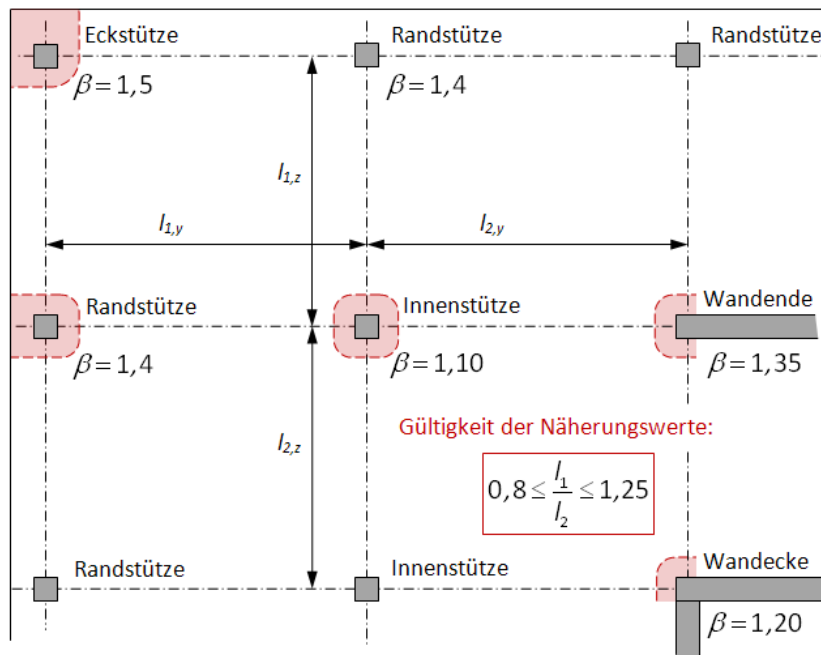 Eckstütze
Randstütze
Randstütze
β = 1,5
β = 1,4
l1,z
l1,y
l2,y
Randstütze
Innenstütze
Wandende
β = 1,4
β = 1,10
β = 1,35
Gültigkeit der Näherungswerte:
l2,z
0,8 ≤ l1/l2 ≤ 1,25
Randstütze
Innenstütze
Wandecke
β = 1,20